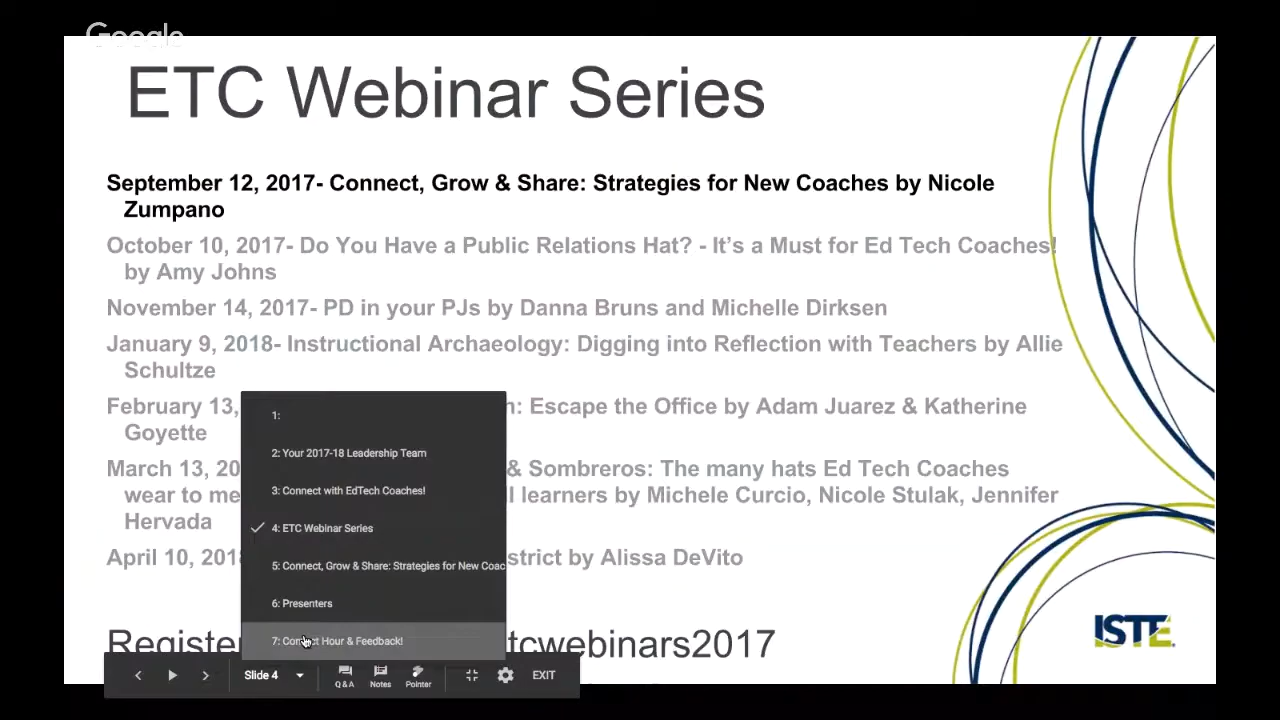 Google
ETC Webinar Series
September 12, 2017- Connect, Grow & Share: Strategies for New Coaches by Nicole
Zumpano
October 10, 2017- Do You Have a Public Relations Hat? - It's a Must for Ed Tech Coaches!
by Amy Johns
November 14, 2017- PD in your PJs by Danna Bruns and Michelle Dirksen
January 9, 2018- Instructional Archaeology: Digging into Reflection with Teachers by Allie
Schultze
February 13, : Escape the Office by Adam Juarez & Katherine
Goyette
March 13, 20 & Sombreros: The many hats Ed Tech Coaches
wear to me learners by Michele Curcio, Nicole Stulak, Jennifer
Hervada
April 10, 201 strict by Alissa DeVito
Register tcwebinars2017
1:
2: Your 2017-18 Leadership Team
3: Connect with EdTech Coaches!
4: ETC Webinar Series
5: Connect, Grow & Share: Strategies for New Coac
6: Presenters
7: Hour & Feedback!
Slide 4
Q&A
Notes
Pointer
EXIT
ISTE